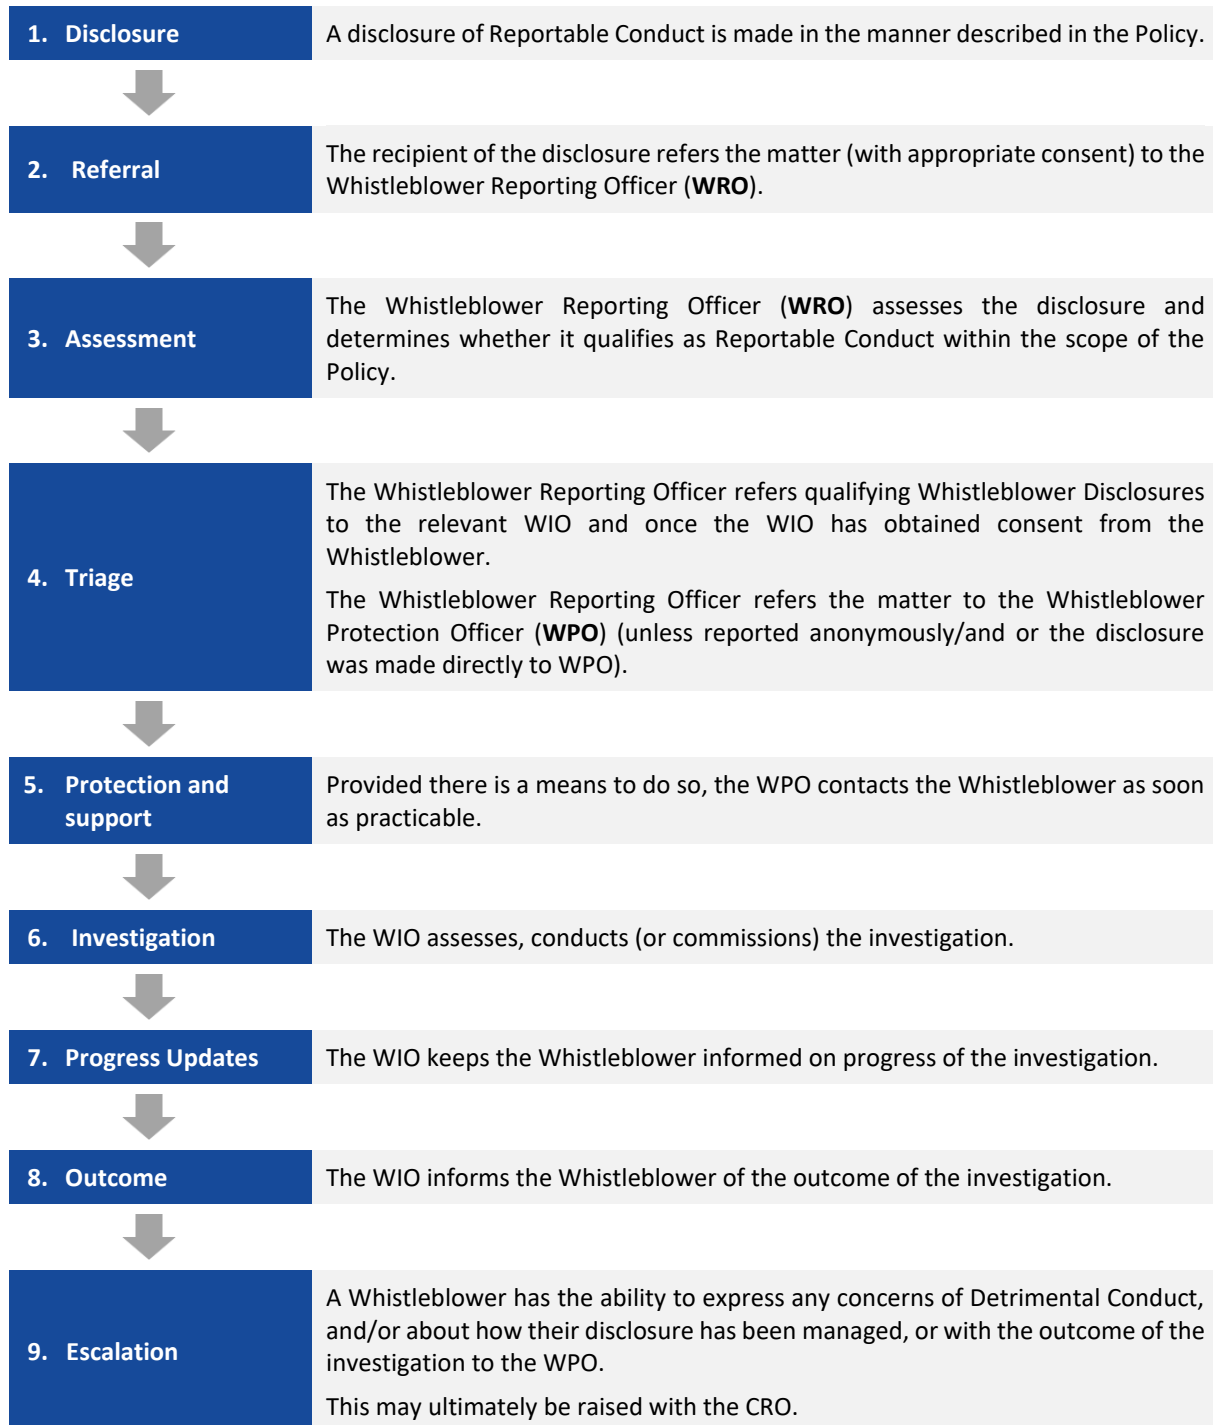 1. Disclosure
A disclosure of Reportable Conduct is made in the manner described in the Policy.
2. Referral
The recipient of the disclosure refers the matter (with appropriate consent) to the
Whistleblower Reporting Officer (WRO).
3. Assessment
The Whistleblower Reporting Officer (WRO) assesses the disclosure and
determines whether it qualifies as Reportable Conduct within the scope of the
Policy.
4. Triage
The Whistleblower Reporting Officer refers qualifying Whistleblower Disclosures
to the relevant WIO and once the WIO has obtained consent from the
Whistleblower.
The Whistleblower Reporting Officer refers the matter to the Whistleblower
Protection Officer (WPO) (unless reported anonymously/and or the disclosure
was made directly to WPO).
5. Protection and
support
Provided there is a means to do so, the WPO contacts the Whistleblower as soon
as practicable.
6. Investigation
The WIO assesses, conducts (or commissions) the investigation.
7. Progress Updates
The WIO keeps the Whistleblower informed on progress of the investigation.
8. Outcome
The WIO informs the Whistleblower of the outcome of the investigation.
9. Escalation
A Whistleblower has the ability to express any concerns of Detrimental Conduct,
and/or about how their disclosure has been managed, or with the outcome of the
investigation to the WPO.
This may ultimately be raised with the CRO.